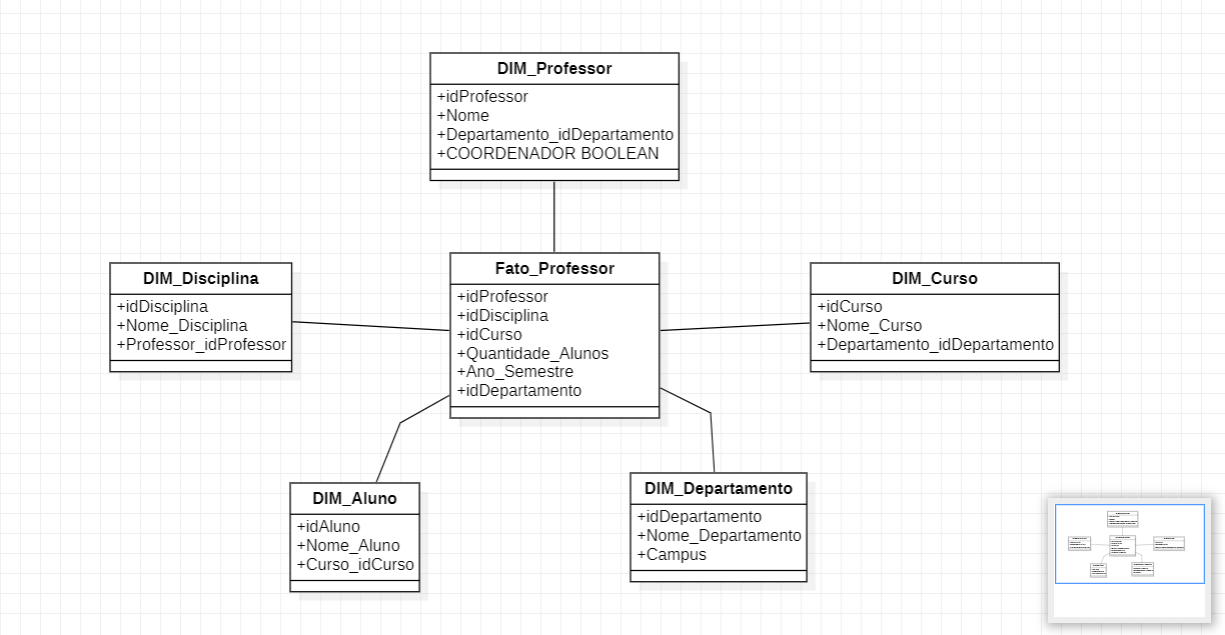 DIM_Professor
+idProfessor
+Nome
+Departamento_idDepartamento
+COORDENADOR BOOLEAN
DIM_Disciplina
+idDisciplina
+Nome_Disciplina
+Professor_idProfessor
Fato_Professor
+idProfessor
+idDisciplina
+idCurso
+Quantidade_Alunos
+Ano_Semestre
+idDepartamento
DIM_Curso
+idCurso
+Nome_Curso
+Departamento_idDepartamento
DIM_Aluno
+idAluno
+Nome_Aluno
+Curso_idCurso
DIM_Departamento
+idDepartamento
+Nome_Departamento
+Campus